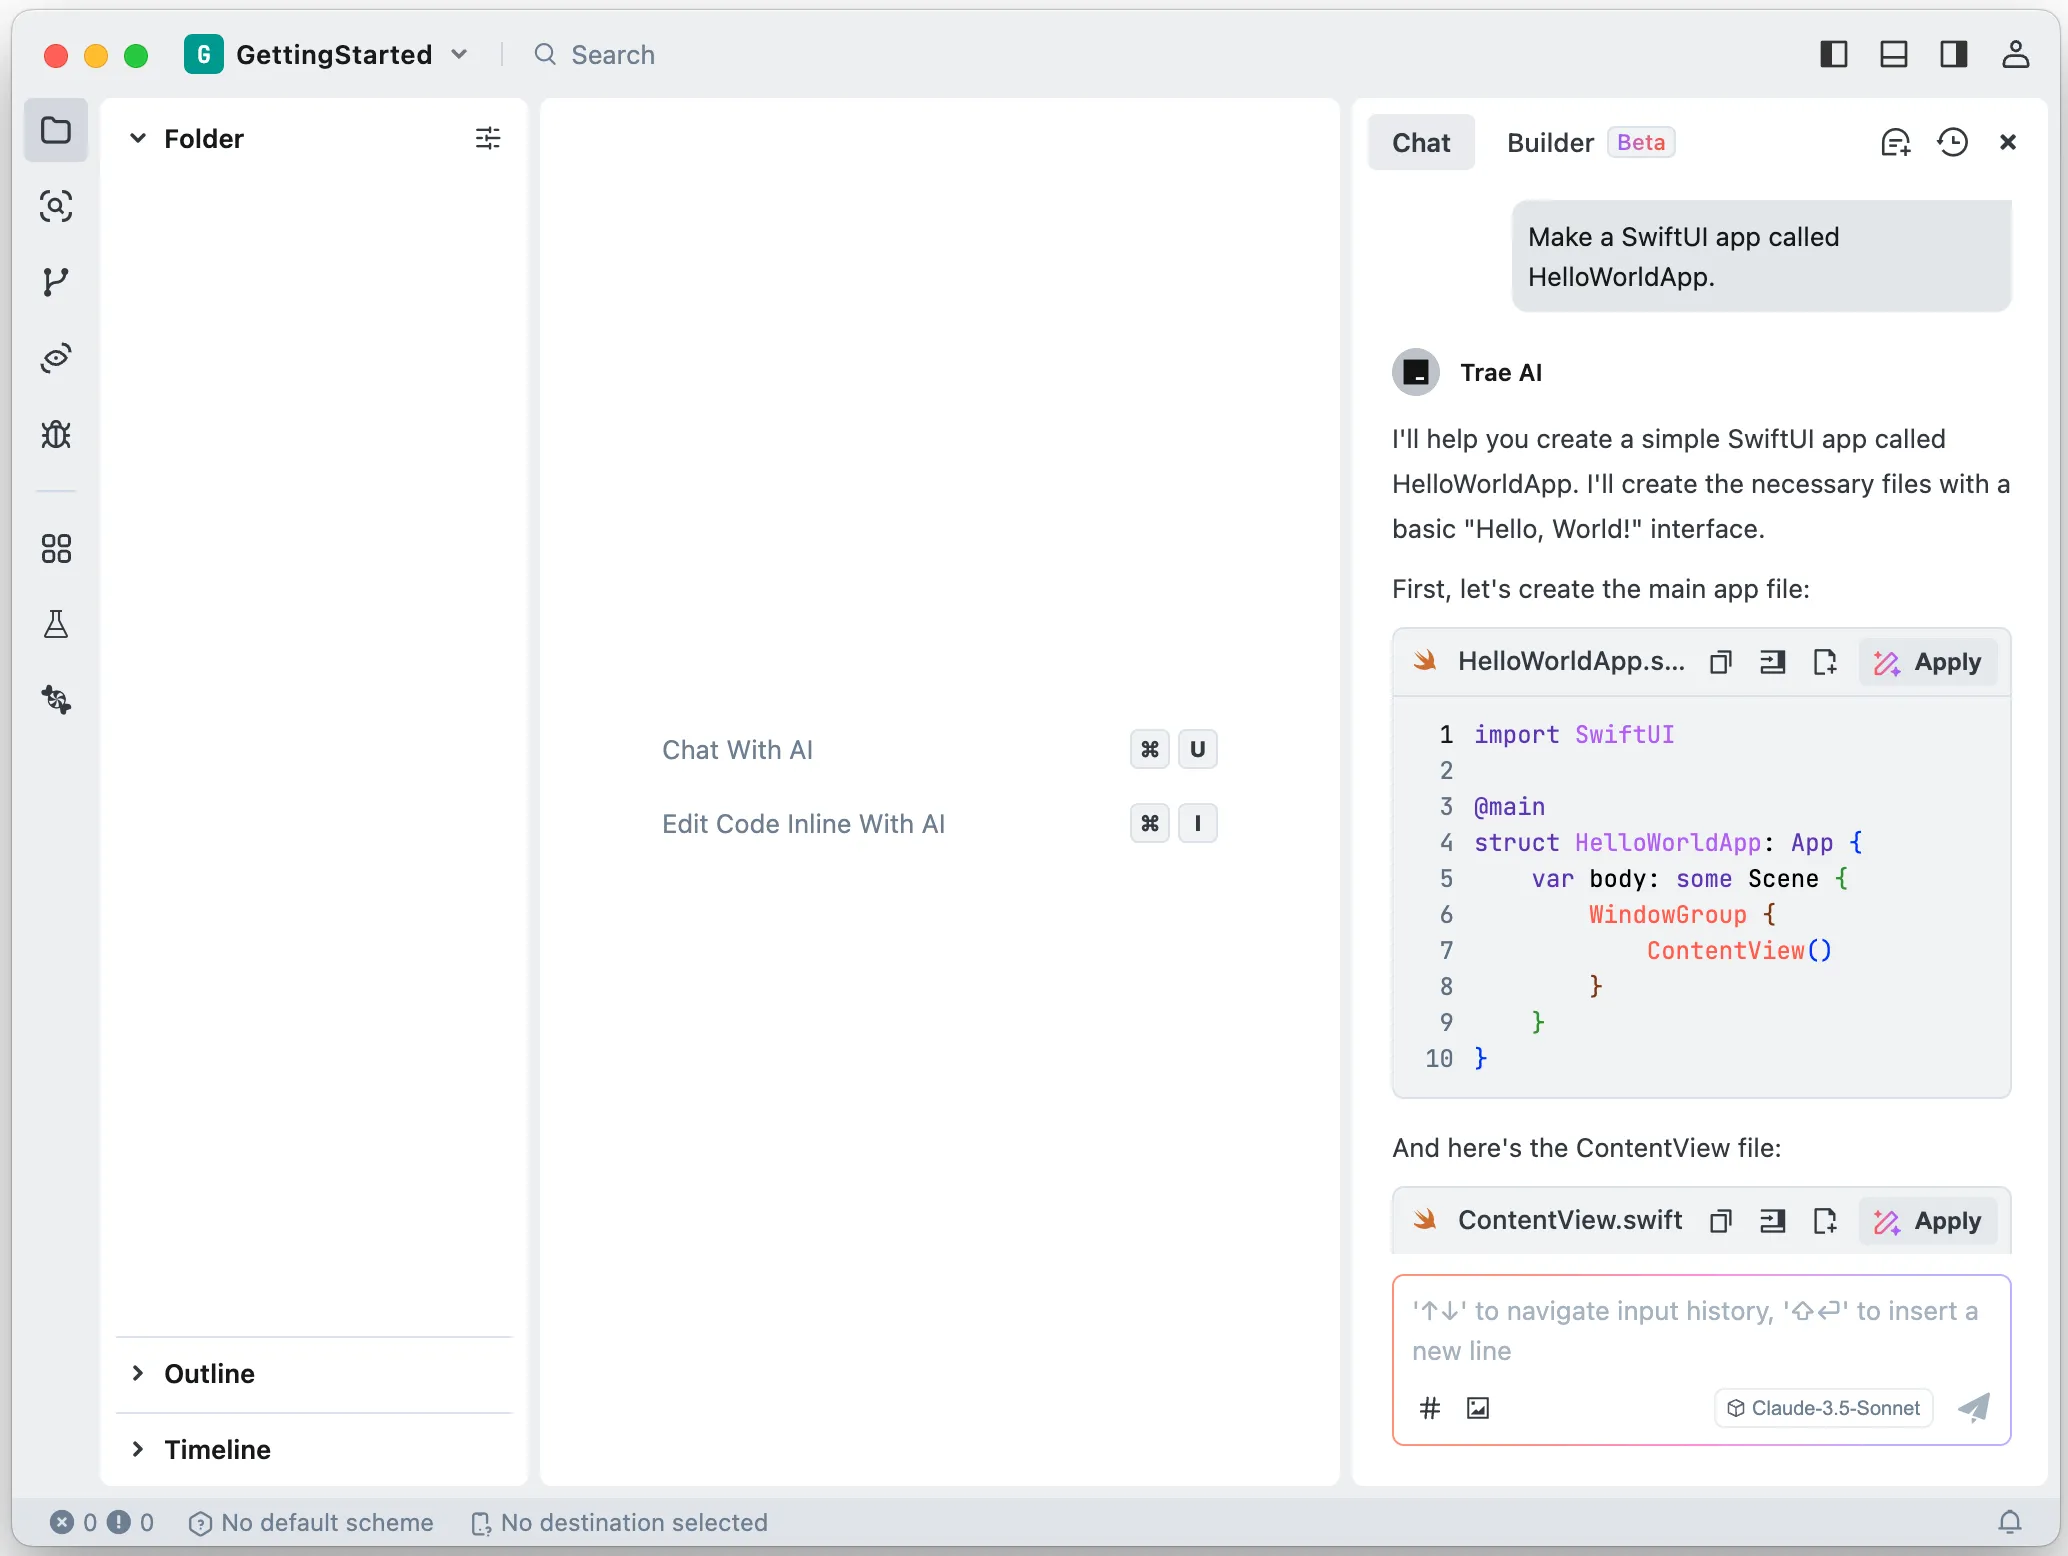 G GettingStarted
Search
Folder
Outline
Timeline
Chat With AI ⌘ U
Edit Code Inline With AI ⌘ I
Chat Builder Beta
Make a SwiftUI app called
HelloWorldApp.
Trae AI
I'll help you create a simple SwiftUI app called
HelloWorldApp. I'll create the necessary files with a
basic "Hello, World!" interface.
First, let's create the main app file:
HelloWorldApp.s... Apply
1 import SwiftUI
2
3 @main
4 struct HelloWorldApp: App {
5     var body: some Scene {
6         WindowGroup {
7             ContentView()
8         }
9     }
10 }
And here's the ContentView file:
ContentView.swift Apply
'↑↓' to navigate input history, '⇧↵' to insert a
new line
# Claude-3.5-Sonnet
0 0 No default scheme No destination selected